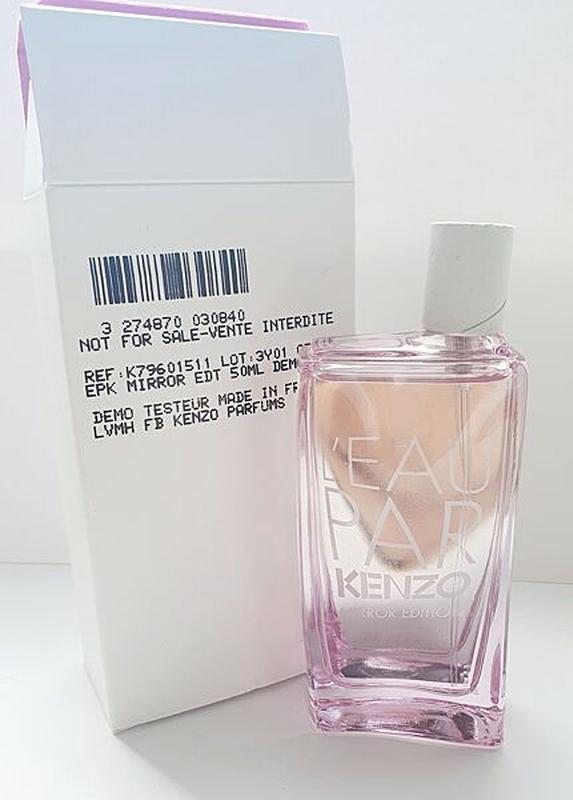 3 274870 030840
NOT FOR SALE-VENTE INTERDITE
REF:K79601511 LOT:3Y01
EPK MIRROR EDT 50ML
DEMO TESTEUR MADE IN
LVMH FB KENZO PARFUMS
L'EAU
PAR
KENZO